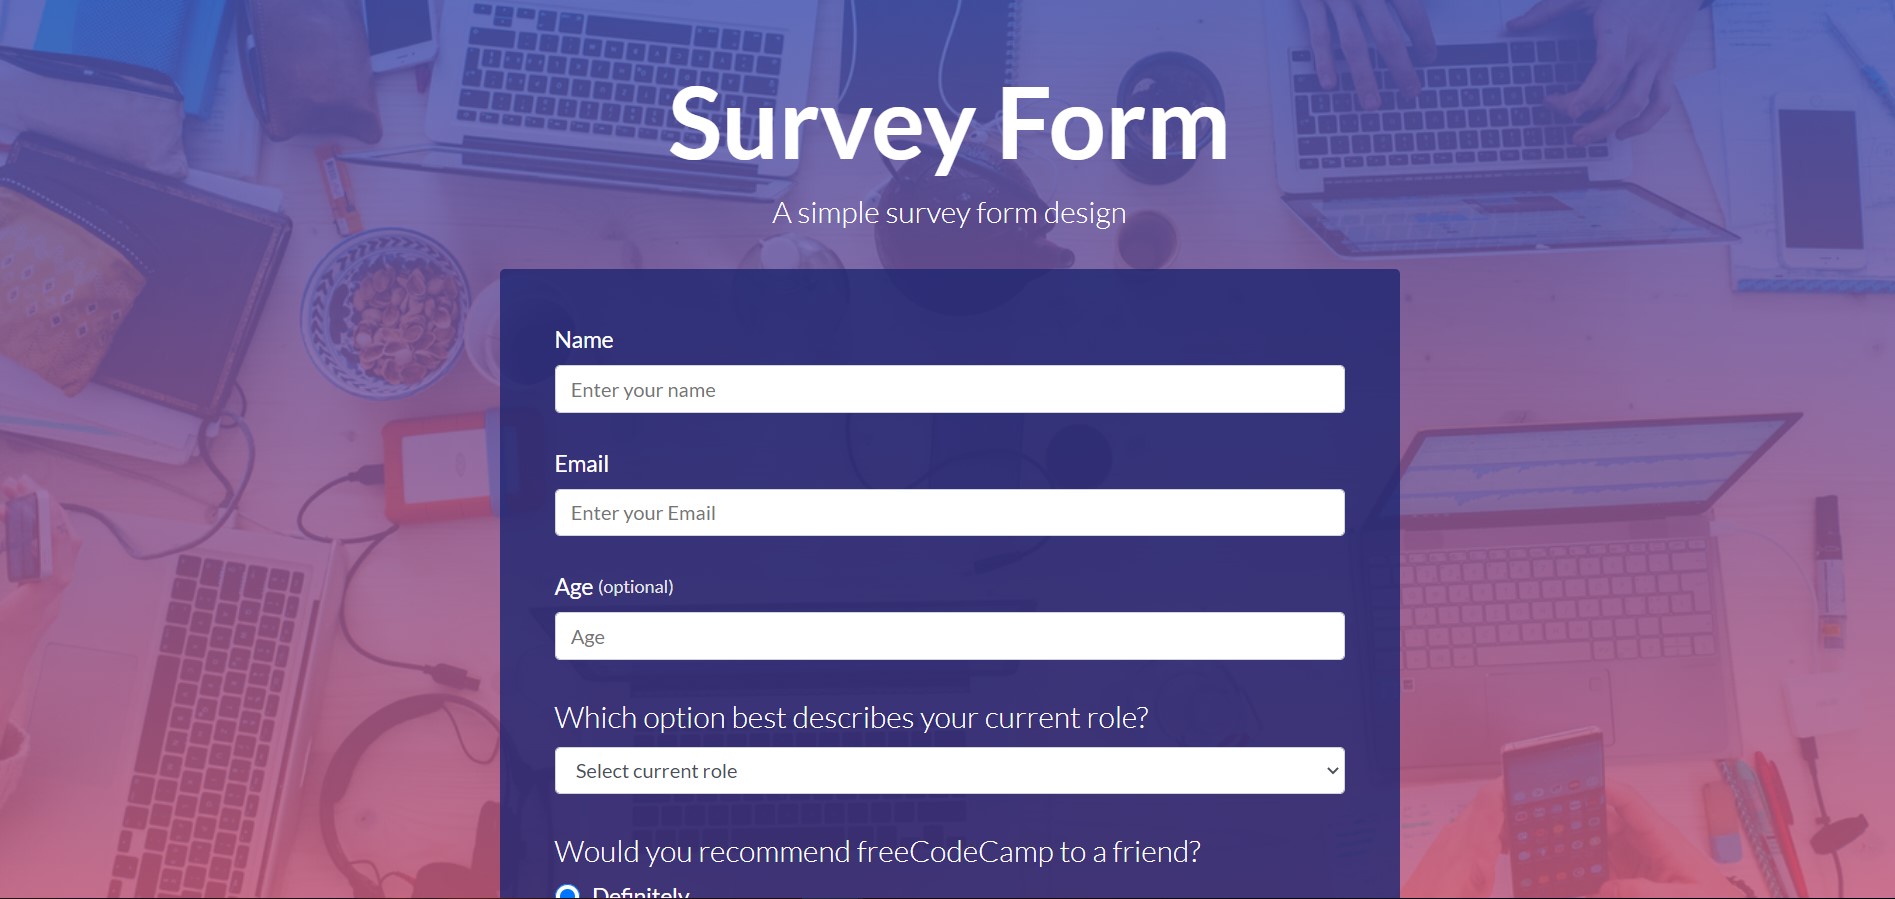 Survey Form
A simple survey form design
Name
Enter your name
Email
Enter your Email
Age (optional)
Age
Which option best describes your current role?
Select current role
Would you recommend freeCodeCamp to a friend?
Definitely